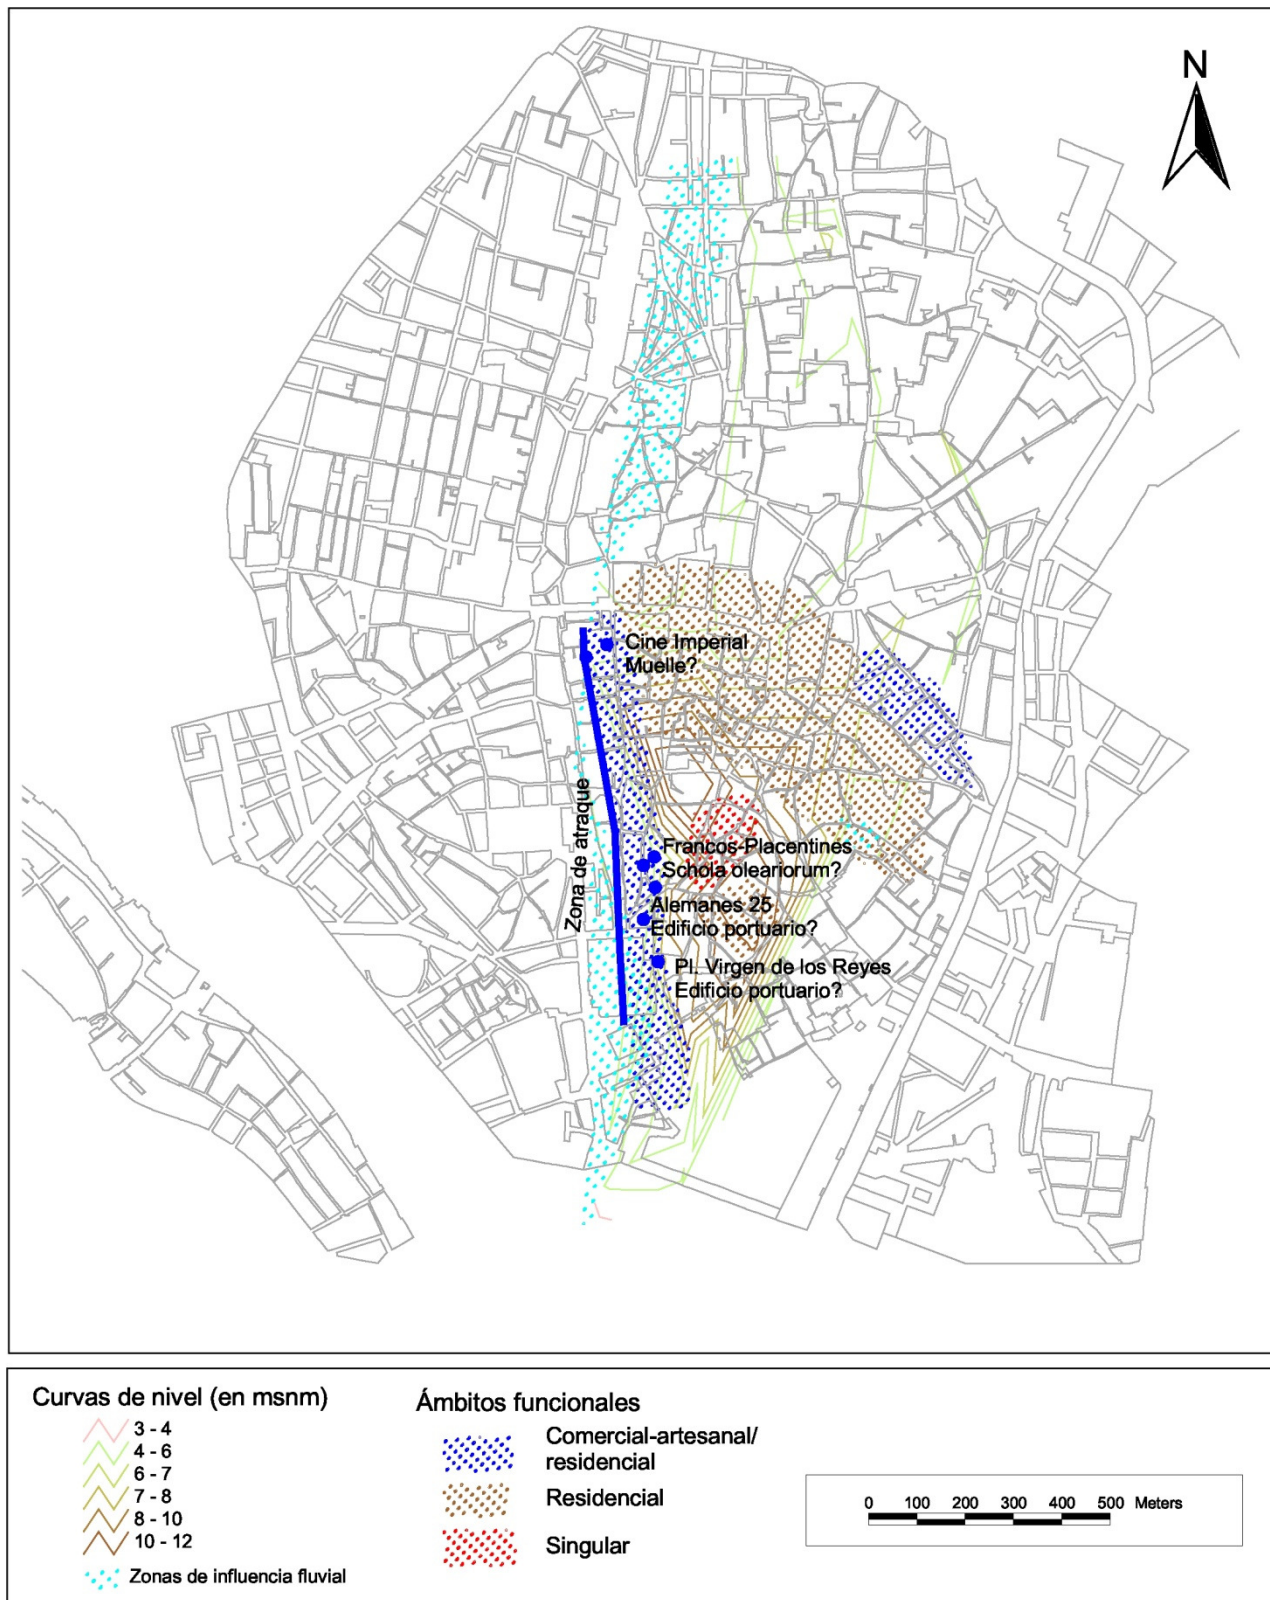 N
Cine Imperial
Muelle?
Zona de atraque
Francos-Placentines
Schola oleariorum?
Alemanes 25
Edificio portuario?
Pl. Virgen de los Reyes
Edificio portuario?
Curvas de nivel (en msnm)
3 - 4
4 - 6
6 - 7
7 - 8
8 - 10
10 - 12
Zonas de influencia fluvial
Ámbitos funcionales
Comercial-artesanal/
residencial
Residencial
Singular
0 100 200 300 400 500 Meters